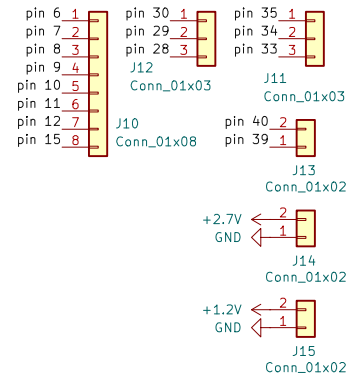 pin 6 1
pin 7 2
pin 8 3
pin 9 4
pin 10 5
pin 11 6
pin 12 7
pin 15 8
J10
Conn_01x08
pin 30 1
pin 29 2
pin 28 3
J12
Conn_01x03
pin 35 1
pin 34 2
pin 33 3
J11
Conn_01x03
pin 40 2
pin 39 1
J13
Conn_01x02
+2.7V 2
GND 1
J14
Conn_01x02
+1.2V 2
GND 1
J15
Conn_01x02